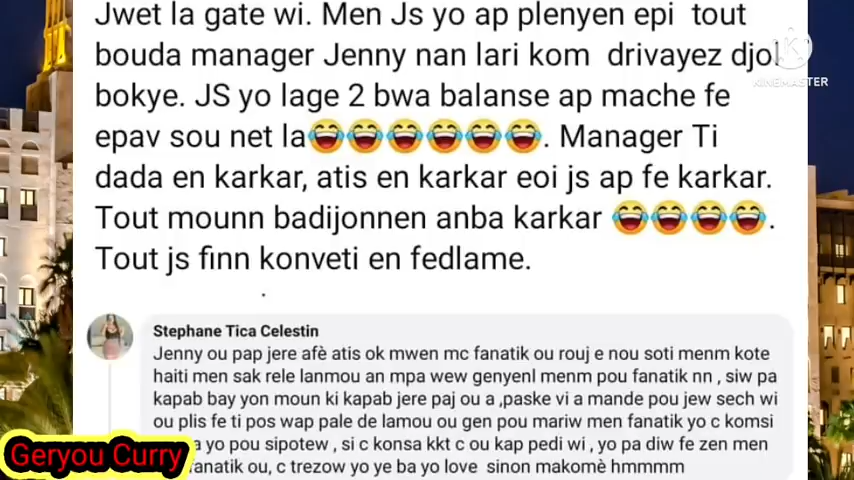 Jwet la gate wi. Men Js yo ap plenyen epi tout
bouda manager Jenny nan lari kom drivayez djol
bokye. JS yo lage 2 bwa balanse ap mache fe
epav sou net la😂😂😂😂😂😂. Manager Ti
dada en karkar, atis en karkar eoi js ap fe karkar.
Tout mounn badijonnen anba karkar 😂😂😂😂.
Tout js finn konveti en fedlame.
.
KINEMASTER
Stephane Tica Celestin
Jenny ou pap jere afè atis ok mwen mc fanatik ou rouj e nou soti menm kote
haiti men sak rele lanmou an mpa wew genyenl menm pou fanatik nn , siw pa
kapab bay yon moun ki kapab jere paj ou a ,paske vi a mande pou jew sech wi
ou plis fe ti pos wap pale de lamou ou gen pou mariw men fanatik yo c komsi
yo pou sipotew , si c konsa kkt c ou kap pedi wi , yo pa diw fe zen men
fanatik ou, c trezow yo ye ba yo love sinon makomè hmmmm
Geryou Curry